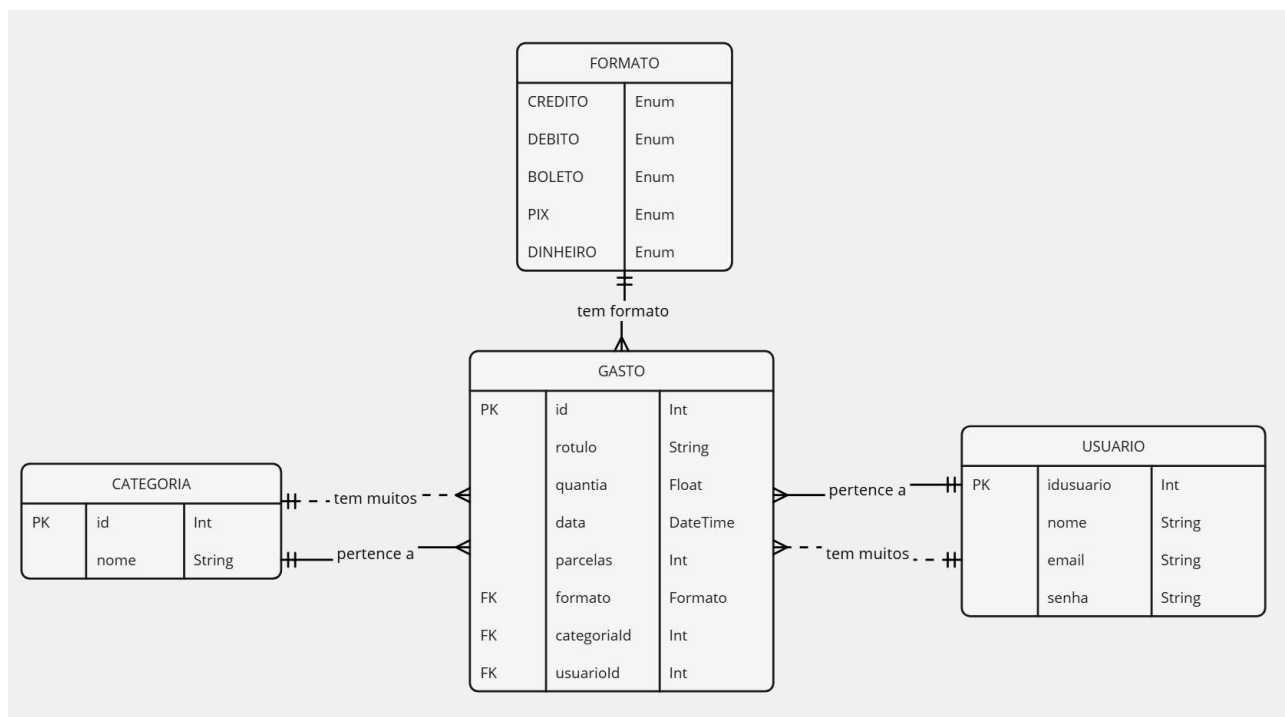 FORMATO
CREDITO Enum
DEBITO Enum
BOLETO Enum
PIX Enum
DINHEIRO Enum
tem formato
GASTO
PK id Int
rotulo String
quantia Float
data DateTime
parcelas Int
FK formato Formato
FK categoriaId Int
FK usuarioId Int
CATEGORIA
PK id Int
nome String
tem muitos
pertence a
pertence a
tem muitos
USUARIO
PK idusuario Int
nome String
email String
senha String